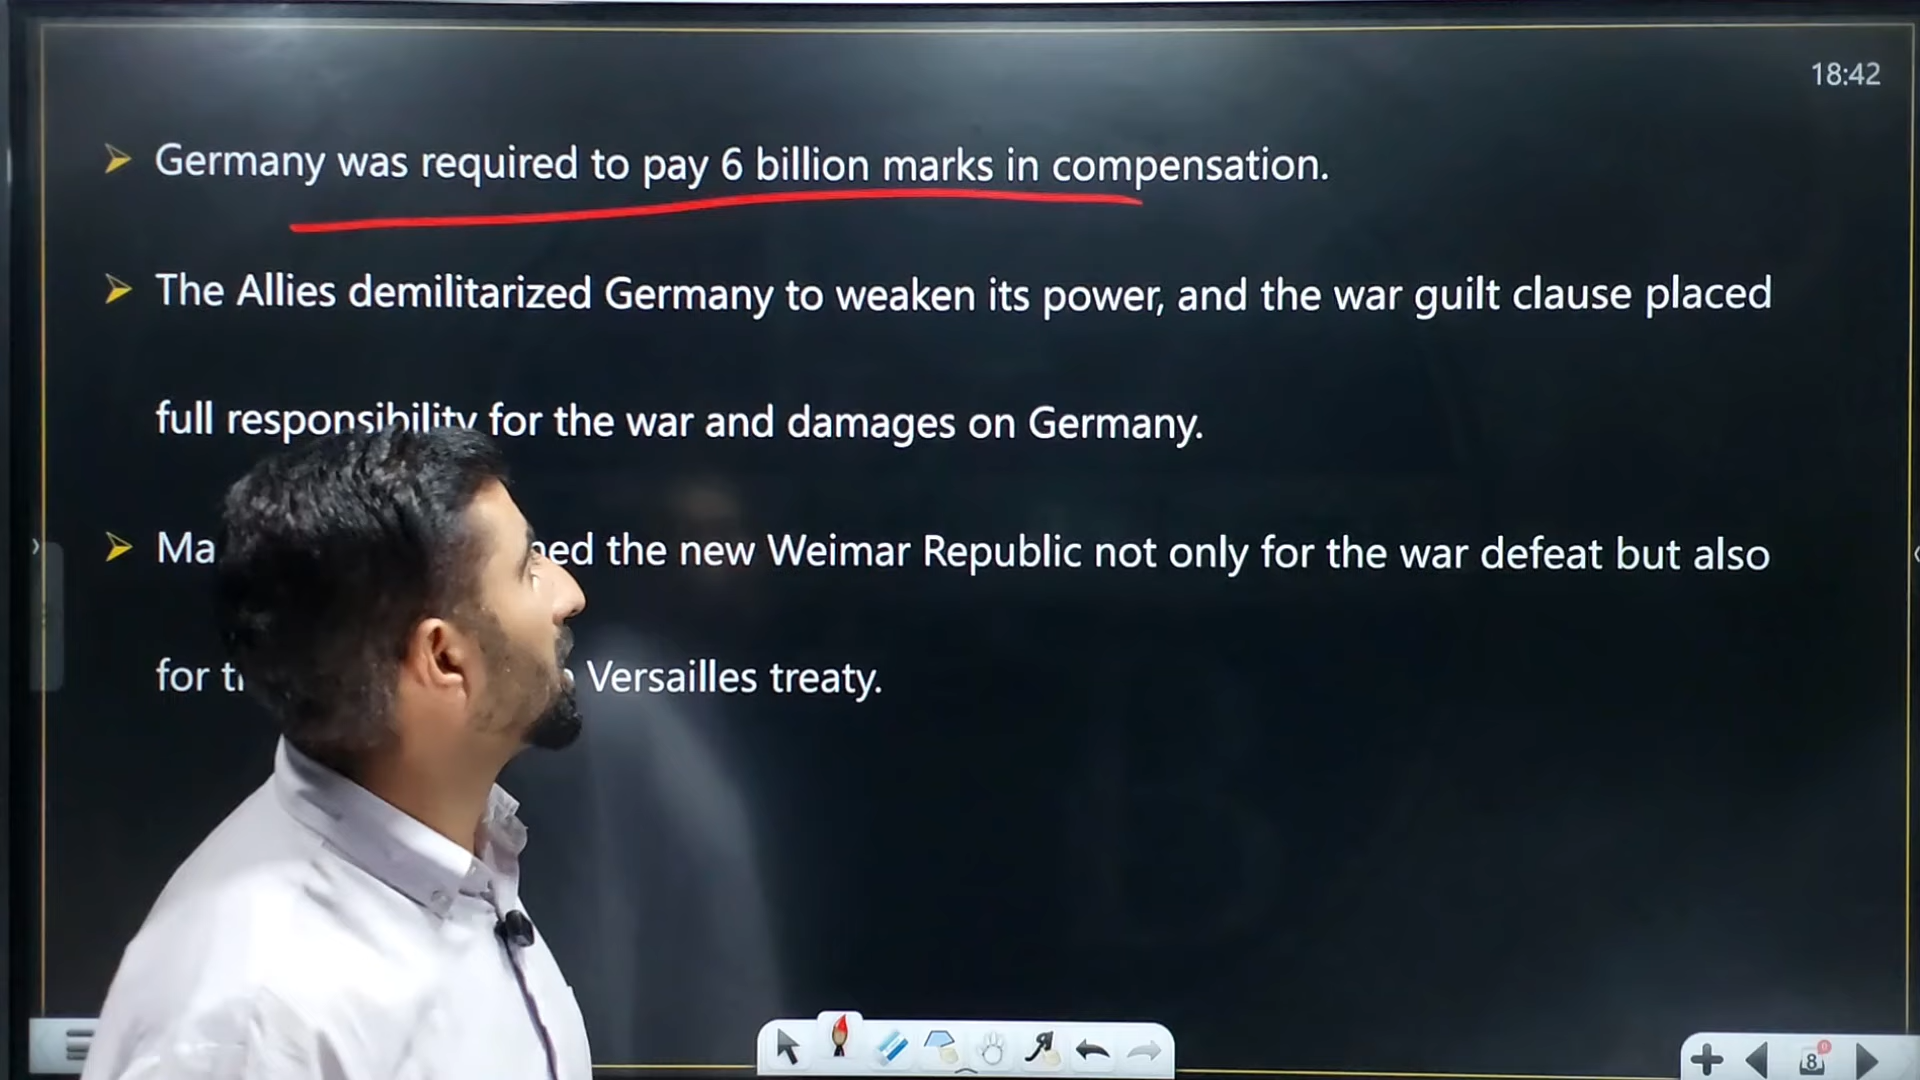 18:42
Germany was required to pay 6 billion marks in compensation.
The Allies demilitarized Germany to weaken its power, and the war guilt clause placed
full responsibility for the war and damages on Germany.
the new Weimar Republic not only for the war defeat but also
for Versailles treaty.
8